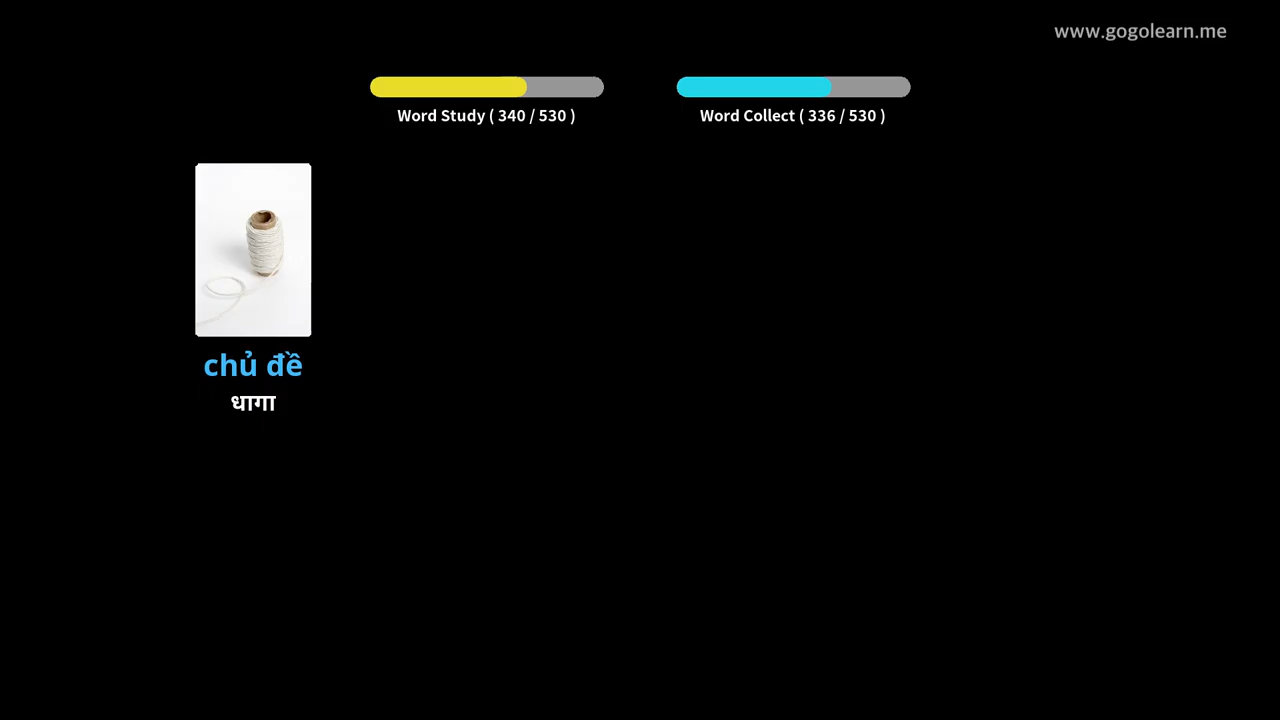 www.gogolearn.me
Word Study ( 340 / 530 )
Word Collect ( 336 / 530 )
chủ đề
धागा